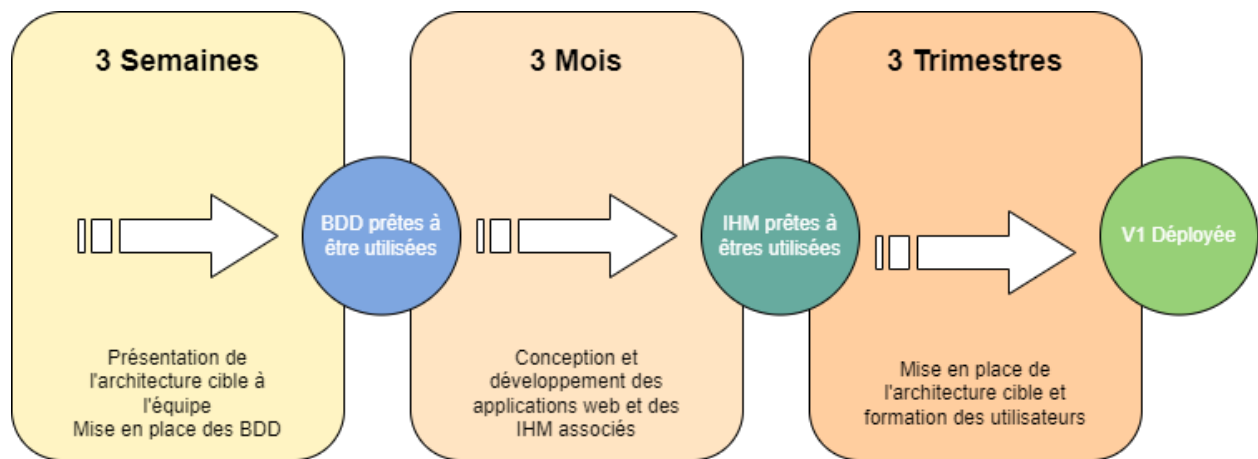 3 Semaines
BDD prêtes à
être utilisées
Présentation de
l'architecture cible à
l'équipe
Mise en place des BDD
3 Mois
IHM prêtes à
êtres utilisées
Conception et
développement des
applications web et des
IHM associés
3 Trimestres
V1 Déployée
Mise en place de
l'architecture cible et
formation des utilisateurs